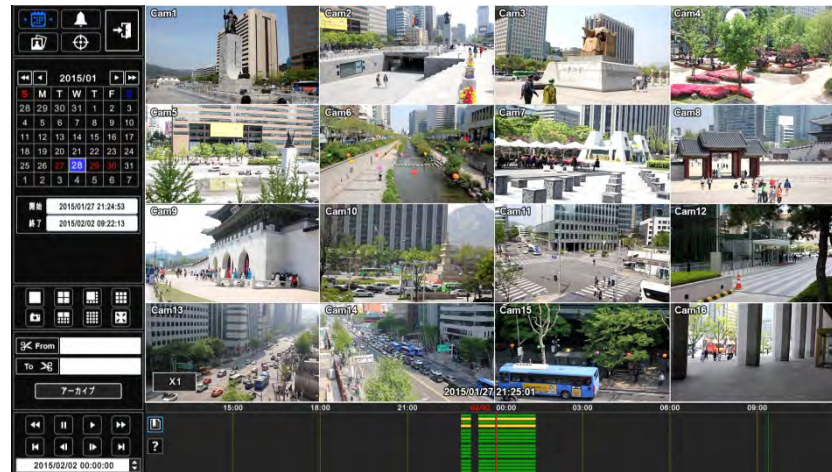 2015/01
S M T W T F S
28 29 30 31 1 2 3
4 5 6 7 8 9 10
11 12 13 14 15 16 17
18 19 20 21 22 23 24
25 26 27 28 29 30 31
1 2 3 4 5 6 7
開始 2015/01/27 21:24:53
終了 2015/02/02 09:22:13
From
To
アーカイブ
2015/02/02 00:00:00
Cam1 Cam2 Cam3 Cam4
Cam5 Cam6 Cam7 Cam8
Cam9 Cam10 Cam11 Cam12
Cam13 Cam14 Cam15 Cam16
X1
2015/01/27 21:25:01
15:00 18:00 21:00 02/02 00:00 03:00 06:00 09:00
?